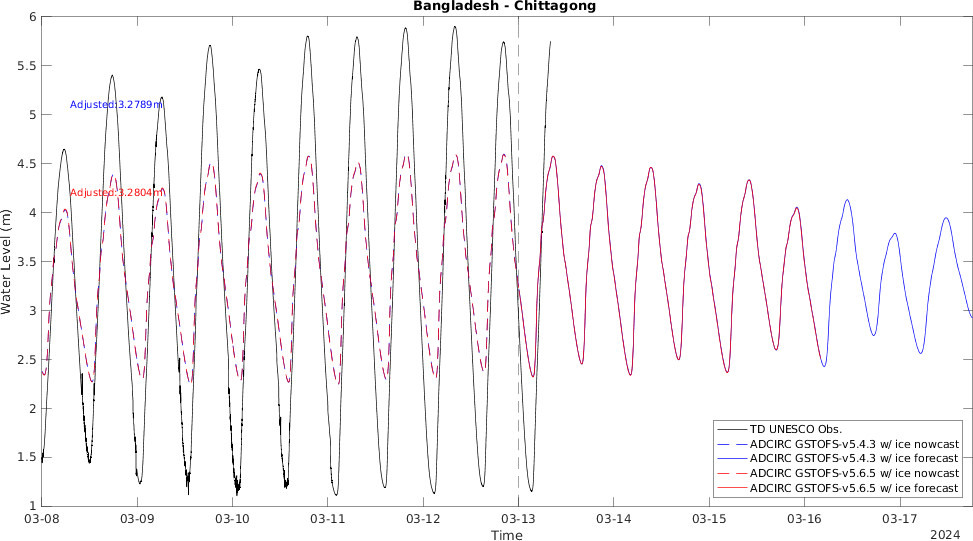 Bangladesh - Chittagong
6
5.5
5
4.5
4
3.5
3
2.5
2
1.5
1
Water Level (m)
Adjusted:3.2789m
Adjusted:3.2804m
TD UNESCO Obs.
ADCIRC GSTOFS-v5.4.3 w/ ice nowcast
ADCIRC GSTOFS-v5.4.3 w/ ice forecast
ADCIRC GSTOFS-v5.6.5 w/ ice nowcast
ADCIRC GSTOFS-v5.6.5 w/ ice forecast
03-08 03-09 03-10 03-11 03-12 03-13 03-14 03-15 03-16 03-17
Time
2024